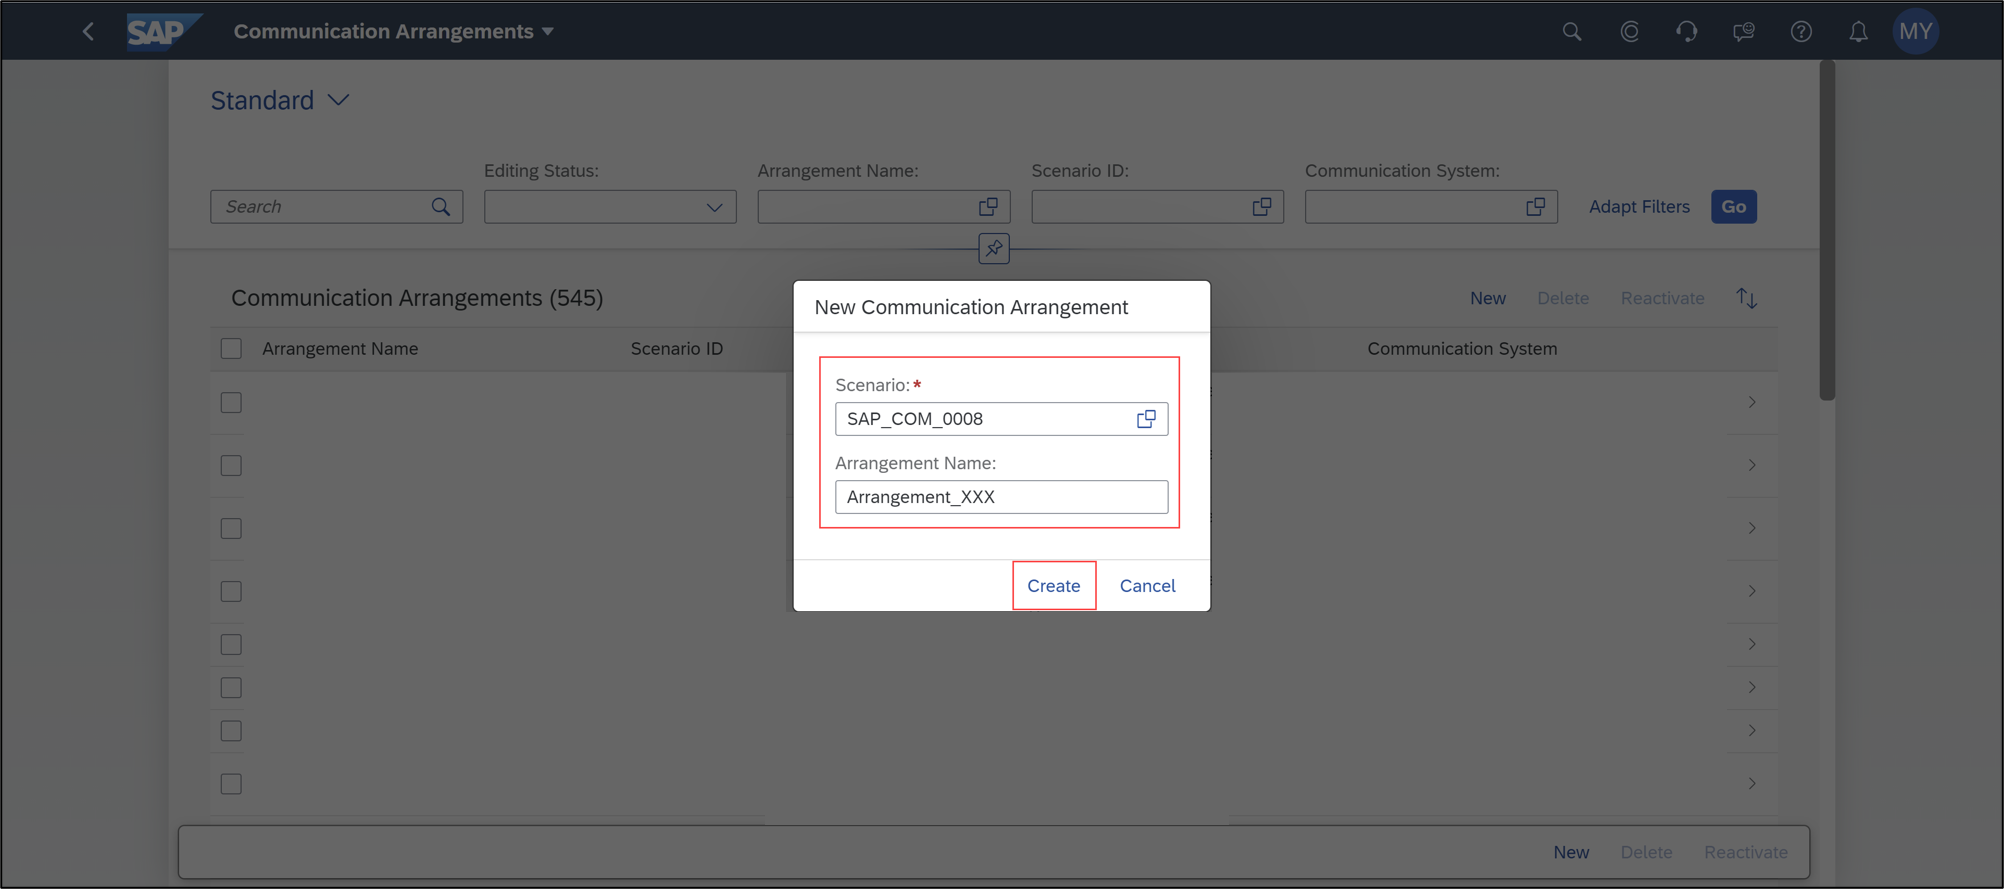 SAP Communication Arrangements MY
Standard
Editing Status: Arrangement Name: Scenario ID: Communication System:
Search Adapt Filters Go
Communication Arrangements (545) New Delete Reactivate
Arrangement Name Scenario ID Communication System
New Communication Arrangement
Scenario:*
SAP_COM_0008
Arrangement Name:
Arrangement_XXX
Create Cancel
New Delete Reactivate